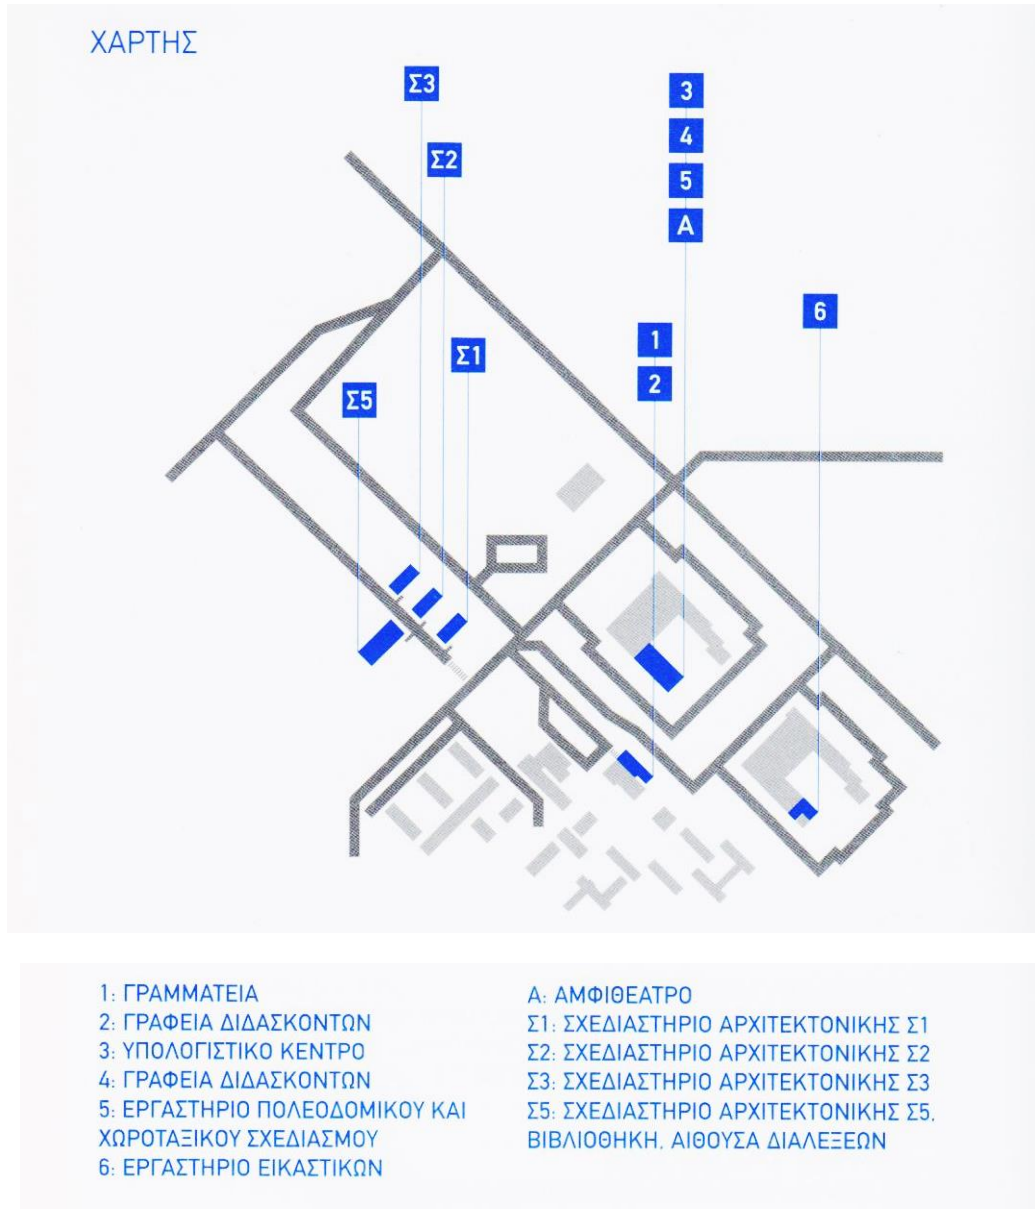 ΧΑΡΤΗΣ
Σ3
3
Σ2
4
5
Α
6
1
Σ1
2
Σ5
1: ΓΡΑΜΜΑΤΕΙΑ
2: ΓΡΑΦΕΙΑ ΔΙΔΑΣΚΟΝΤΩΝ
3: ΥΠΟΛΟΓΙΣΤΙΚΟ ΚΕΝΤΡΟ
4: ΓΡΑΦΕΙΑ ΔΙΔΑΣΚΟΝΤΩΝ
5: ΕΡΓΑΣΤΗΡΙΟ ΠΟΛΕΟΔΟΜΙΚΟΥ ΚΑΙ
ΧΩΡΟΤΑΞΙΚΟΥ ΣΧΕΔΙΑΣΜΟΥ
6: ΕΡΓΑΣΤΗΡΙΟ ΕΙΚΑΣΤΙΚΩΝ
Α: ΑΜΦΙΘΕΑΤΡΟ
Σ1: ΣΧΕΔΙΑΣΤΗΡΙΟ ΑΡΧΙΤΕΚΤΟΝΙΚΗΣ Σ1
Σ2: ΣΧΕΔΙΑΣΤΗΡΙΟ ΑΡΧΙΤΕΚΤΟΝΙΚΗΣ Σ2
Σ3: ΣΧΕΔΙΑΣΤΗΡΙΟ ΑΡΧΙΤΕΚΤΟΝΙΚΗΣ Σ3
Σ5: ΣΧΕΔΙΑΣΤΗΡΙΟ ΑΡΧΙΤΕΚΤΟΝΙΚΗΣ Σ5,
ΒΙΒΛΙΟΘΗΚΗ, ΑΙΘΟΥΣΑ ΔΙΑΛΕΞΕΩΝ